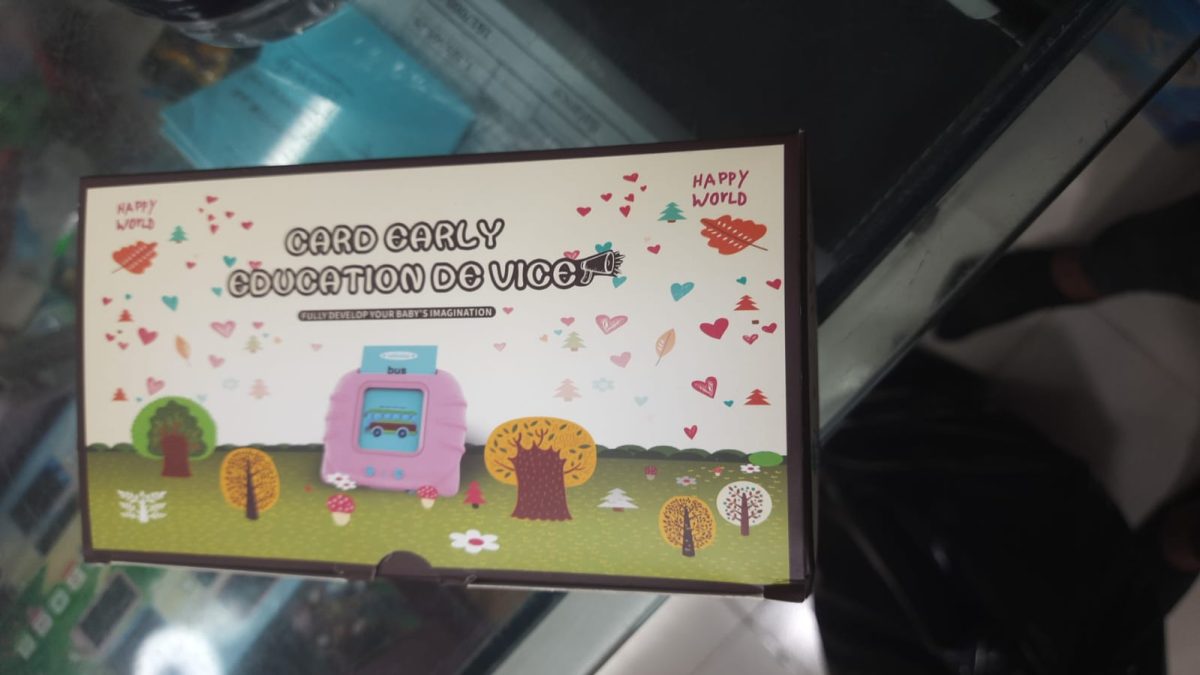 HAPPY
WORLD
HAPPY
WORLD
CARD EARLY
EDUCATION DE VICE
FULLY DEVELOP YOUR BABY'S IMAGINATION
bus